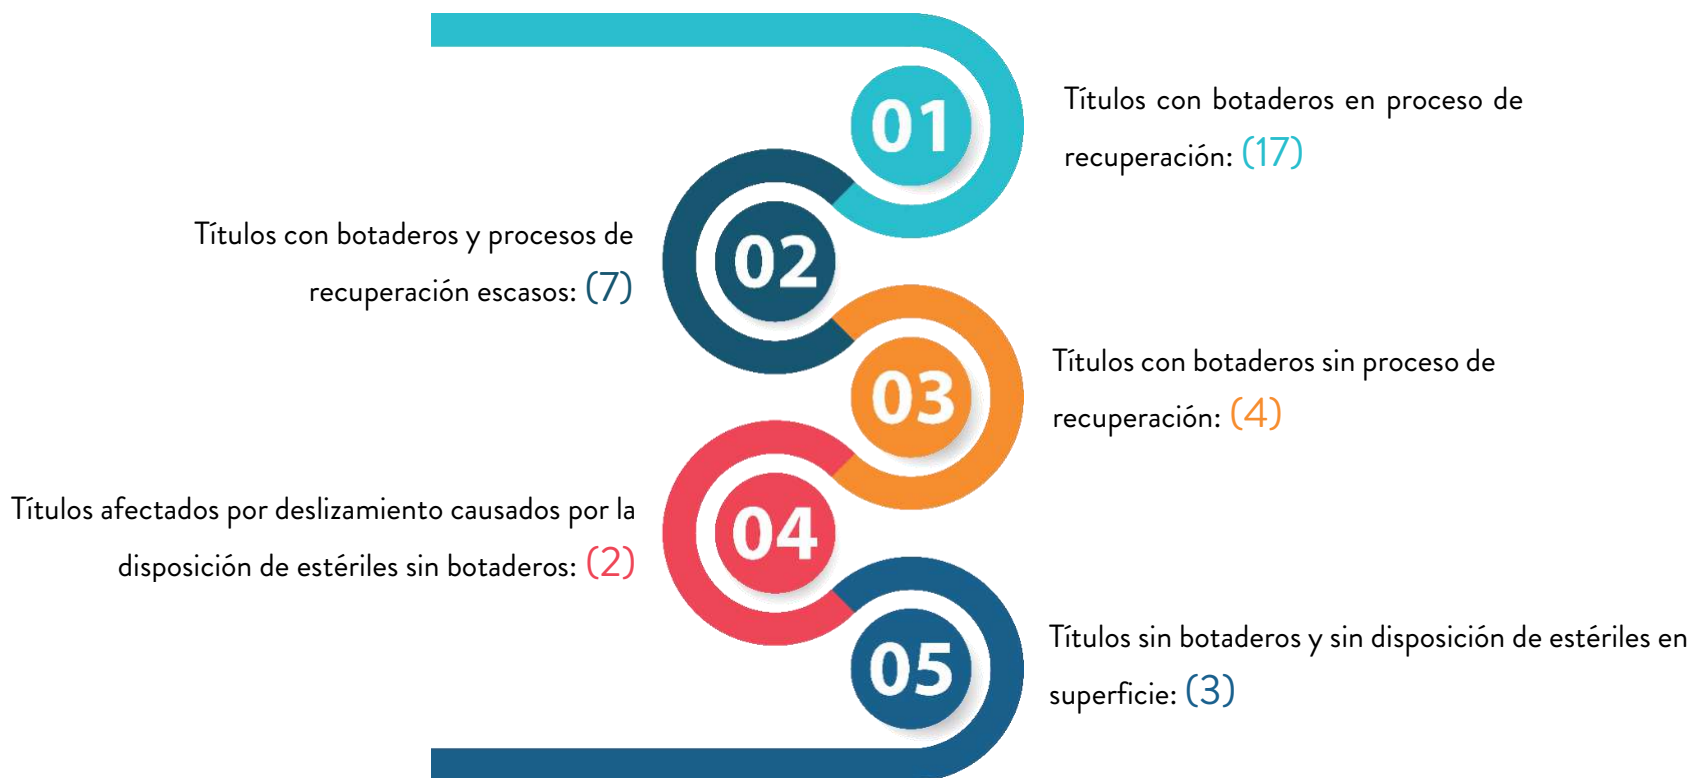 01
Títulos con botaderos en proceso de
recuperación: (17)
Títulos con botaderos y procesos de
recuperación escasos: (7)
02
03
Títulos con botaderos sin proceso de
recuperación: (4)
Títulos afectados por deslizamiento causados por la
disposición de estériles sin botaderos: (2)
04
05
Títulos sin botaderos y sin disposición de estériles en
superficie: (3)